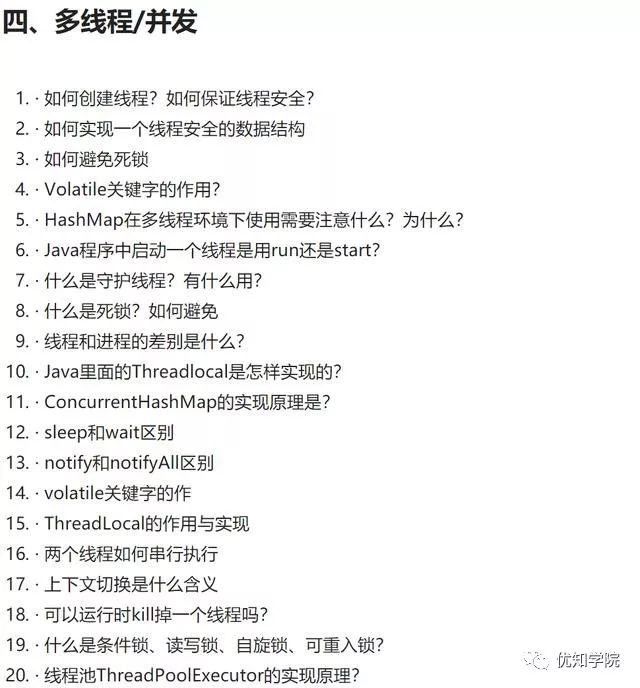 四、多线程/并发
1. · 如何创建线程？如何保证线程安全？
2. · 如何实现一个线程安全的数据结构
3. · 如何避免死锁
4. · Volatile关键字的作用？
5. · HashMap在多线程环境下使用需要注意什么？为什么？
6. · Java程序中启动一个线程是用run还是start？
7. · 什么是守护线程？有什么用？
8. · 什么是死锁？如何避免
9. · 线程和进程的差别是什么？
10. · Java里面的Threadlocal是怎样实现的？
11. · ConcurrentHashMap的实现原理是？
12. · sleep和wait区别
13. · notify和notifyAll区别
14. · volatile关键字的作
15. · ThreadLocal的作用与实现
16. · 两个线程如何串行执行
17. · 上下文切换是什么含义
18. · 可以运行时kill掉一个线程吗？
19. · 什么是条件锁、读写锁、自旋锁、可重入锁？
20. · 线程池ThreadPoolExecutor的实现原理？
优知学院